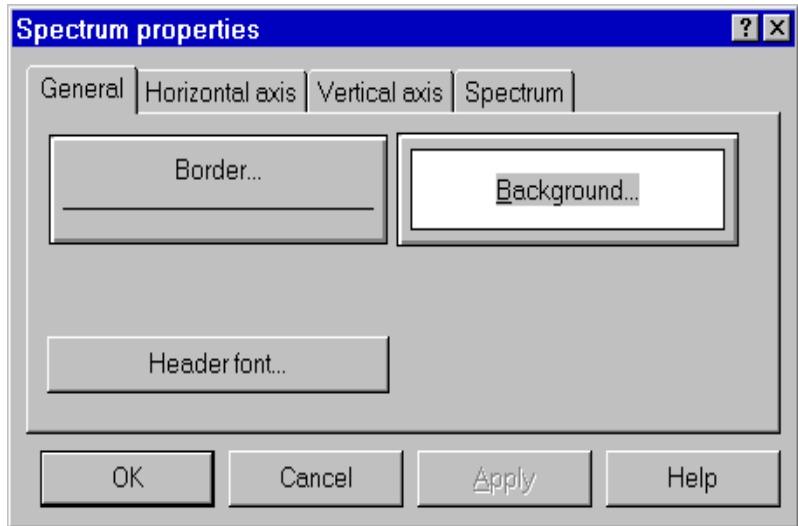 Spectrum properties
General Horizontal axis Vertical axis Spectrum
Border... Background...
Header font...
OK Cancel Apply Help